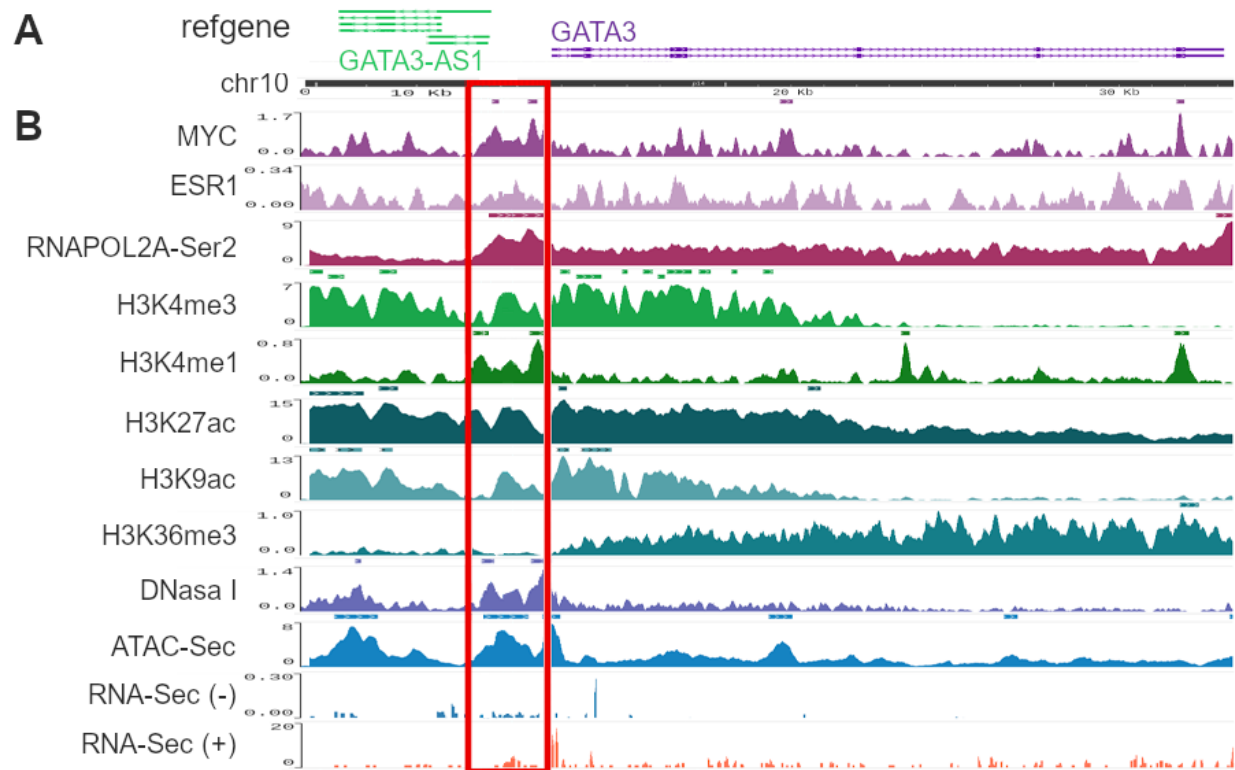 A refgene
GATA3
GATA3-AS1
chr10
0 10 Kb 20 Kb 30 Kb
B
MYC 1.7 0.0
ESR1 0.34 0.00
RNAPOL2A-Ser2 9 0
H3K4me3 7 0
H3K4me1 0.8 0.0
H3K27ac 15 0
H3K9ac 13 0
H3K36me3 1.0 0.0
DNasa I 1.4 0.0
ATAC-Sec 8 0
RNA-Sec (-) 0.30 0.00
RNA-Sec (+) 20 0